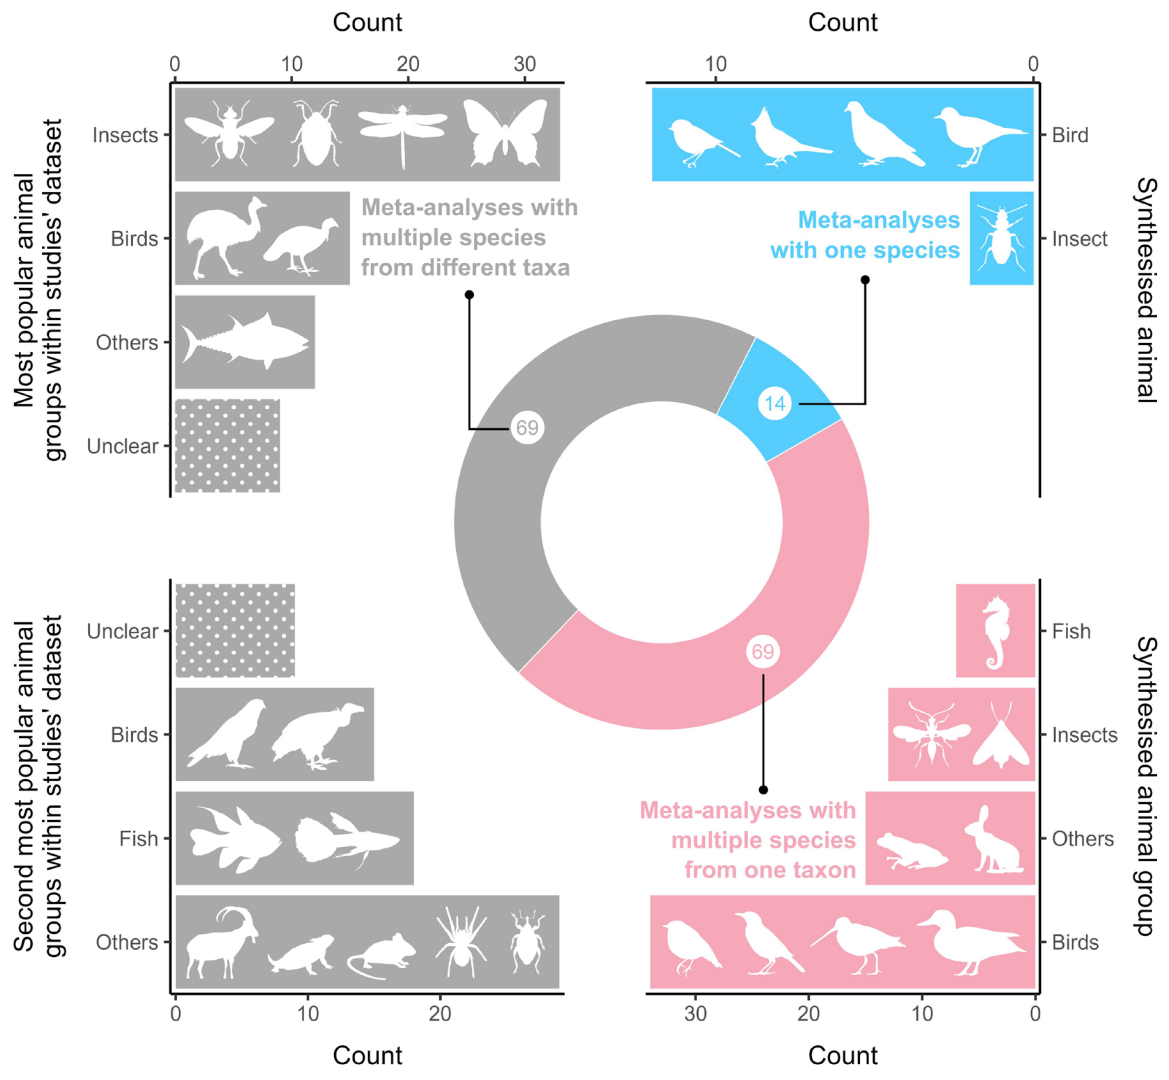 Count
0
10
20
30
Insects
Birds
Others
Unclear
Most popular animal
groups within studies' dataset
Meta-analyses with
multiple species
from different taxa
Count
10
0
Bird
Insect
Synthesised animal
Meta-analyses
with one species
69
14
69
Unclear
Birds
Fish
Others
Second most popular animal
groups within studies' dataset
0
10
20
Count
Meta-analyses with
multiple species
from one taxon
Fish
Insects
Others
Birds
Synthesised animal group
30
20
10
0
Count